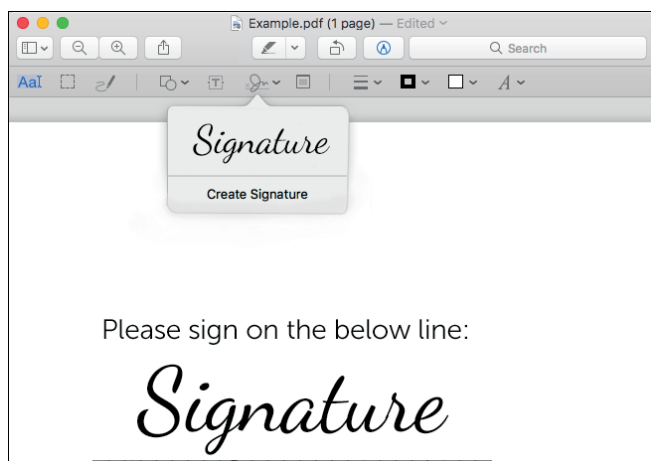 Example.pdf (1 page) — Edited
Search
AaI
T
A
Signature
Create Signature
Please sign on the below line:
Signature